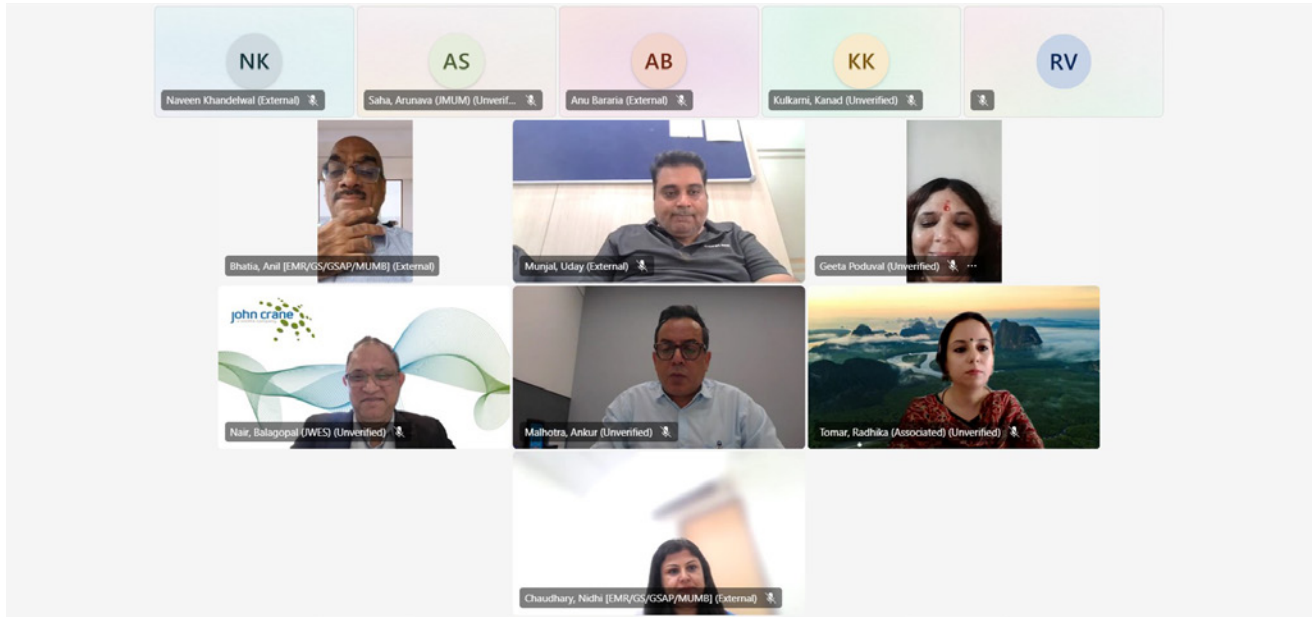 NK
AS
AB
KK
RV
Naveen Khandelwal (External)
Saha, Arunava (JMUM) (Unverif...
Anu Bararia (External)
Kulkarni, Kanad (Unverified)
Bhatia, Anil [EMR/GS/GSAP/MUMB] (External)
Munjal, Uday (External)
Geeta Poduval (Unverified) ...
john crane
Nair, Balagopal (JWES) (Unverified)
Malhotra, Ankur (Unverified)
Tomar, Radhika (Associated) (Unverified)
Chaudhary, Nidhi [EMR/GS/GSAP/MUMB] (External)